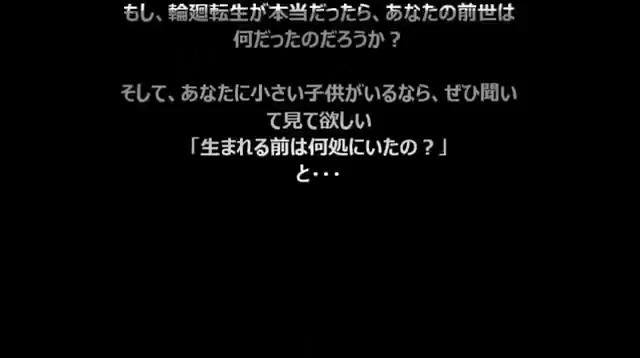 もし、輪廻転生が本当だったら、あなたの前世は
何だったのだろうか？
そして、あなたに小さい子供がいるなら、ぜひ聞い
て見て欲しい
「生まれる前は何処にいたの？」
と・・・